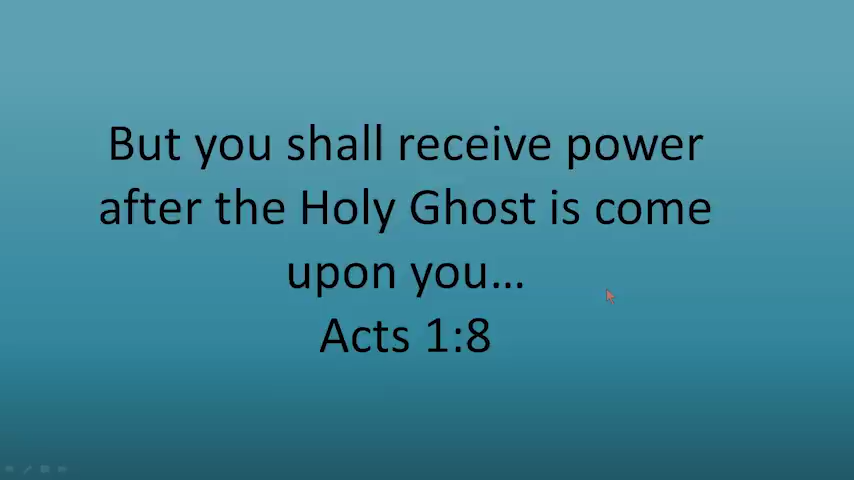 But you shall receive power
after the Holy Ghost is come
upon you...
Acts 1:8